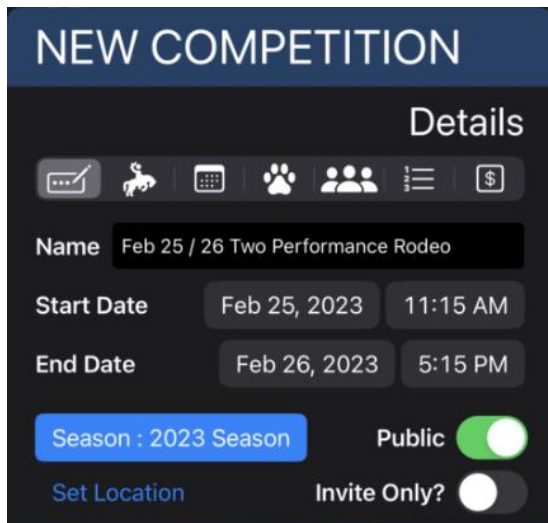 NEW COMPETITION
Details
Name Feb 25 / 26 Two Performance Rodeo
Start Date Feb 25, 2023 11:15 AM
End Date Feb 26, 2023 5:15 PM
Season : 2023 Season Public
Set Location Invite Only?